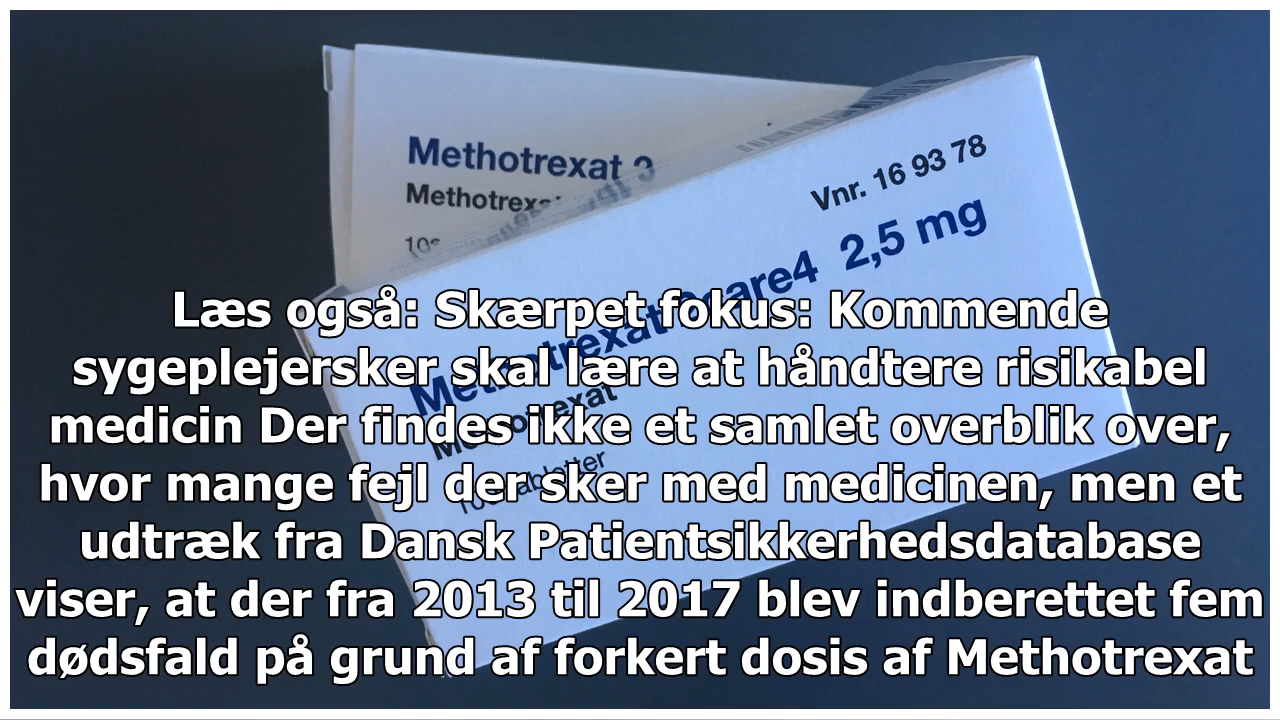 Methotrexat 3
Methotrexat
Vnr. 16 93 78
2,5 mg
Læs også: Skærpet fokus: Kommende
sygeplejersker skal lære at håndtere risikabel
medicin Der findes ikke et samlet overblik over,
hvor mange fejl der sker med medicinen, men et
udtræk fra Dansk Patientsikkerhedsdatabase
viser, at der fra 2013 til 2017 blev indberettet fem
dødsfald på grund af forkert dosis af Methotrexat